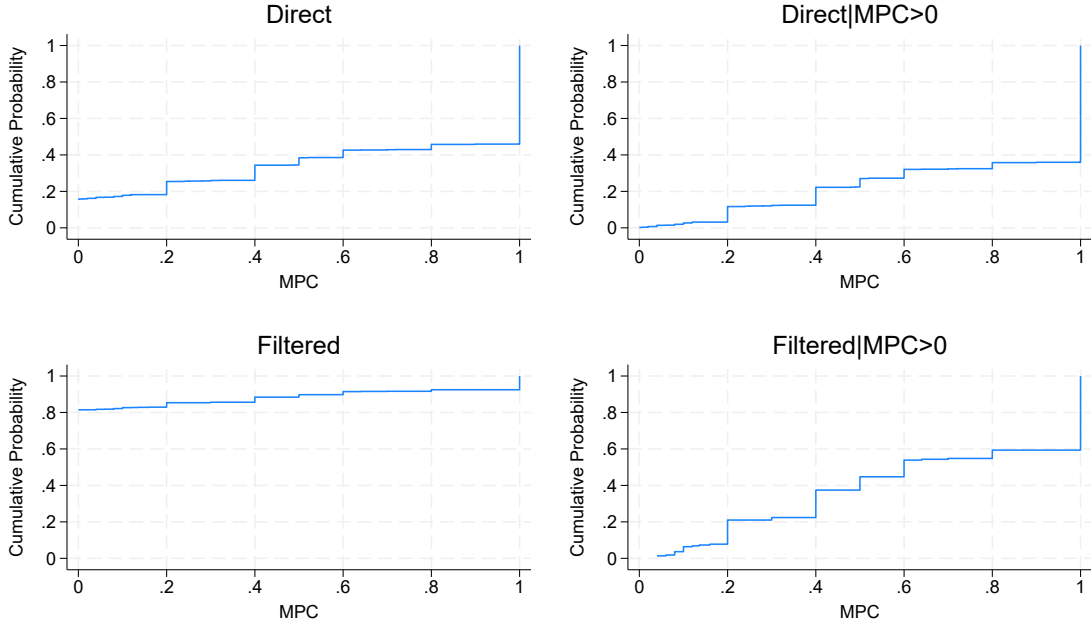 Direct
Cumulative Probability
1
.8
.6
.4
.2
0
0 .2 .4 .6 .8 1
MPC
Direct|MPC>0
Cumulative Probability
1
.8
.6
.4
.2
0
0 .2 .4 .6 .8 1
MPC
Filtered
Cumulative Probability
1
.8
.6
.4
.2
0
0 .2 .4 .6 .8 1
MPC
Filtered|MPC>0
Cumulative Probability
1
.8
.6
.4
.2
0
0 .2 .4 .6 .8 1
MPC